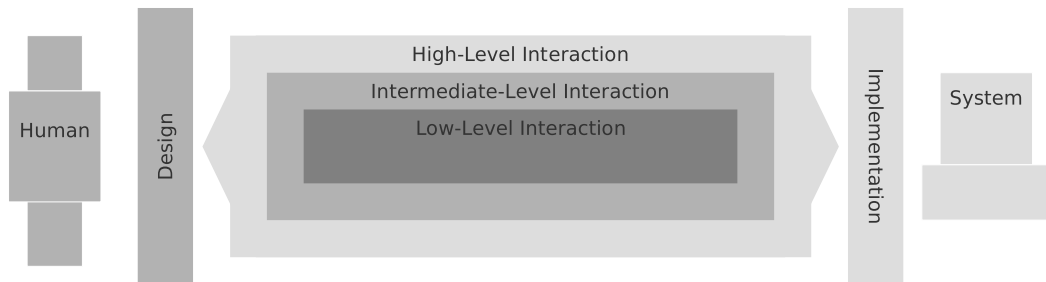 Human
Design
High-Level Interaction
Intermediate-Level Interaction
Low-Level Interaction
Implementation
System